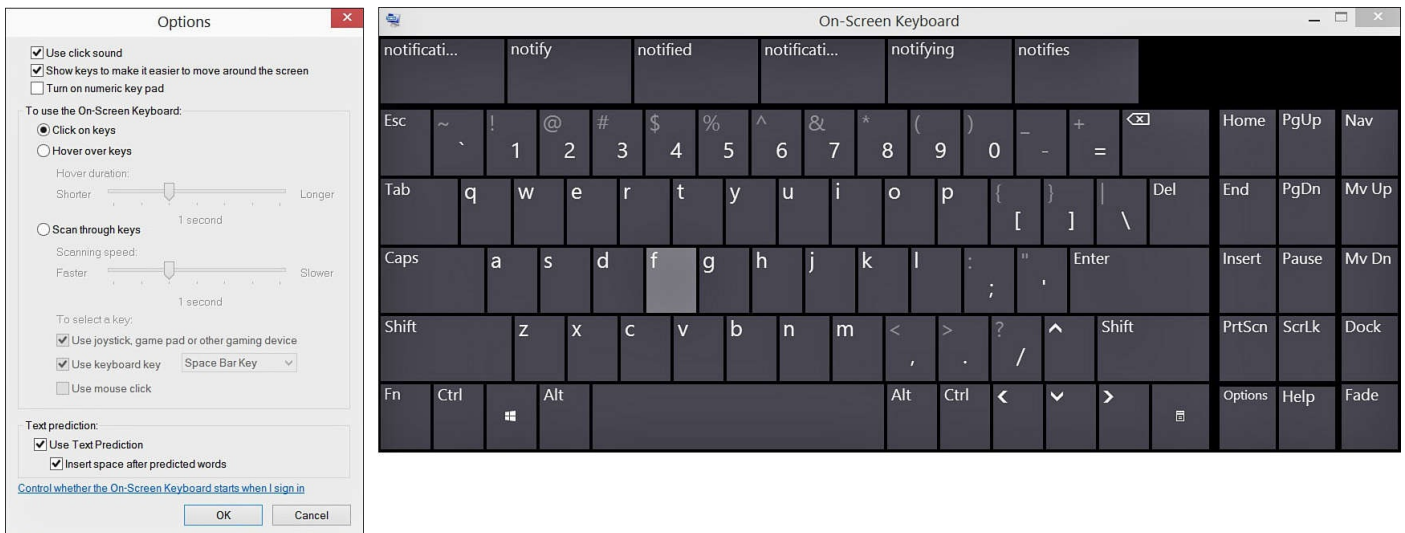 Options
Use click sound
Show keys to make it easier to move around the screen
Turn on numeric key pad
To use the On-Screen Keyboard:
Click on keys
Hover over keys
Hover duration:
Shorter Longer
1 second
Scan through keys
Scanning speed:
Faster Slower
1 second
To select a key:
Use joystick, game pad or other gaming device
Use keyboard key Space Bar Key
Use mouse click
Text prediction:
Use Text Prediction
Insert space after predicted words
Control whether the On-Screen Keyboard starts when I sign in
OK Cancel
On-Screen Keyboard
notificati... notify notified notificati... notifying notifies
Esc ~ ` ! 1 @ 2 # 3 $ 4 % 5 ^ 6 & 7 * 8 ( 9 ) 0 _ - + = Home PgUp Nav
Tab q w e r t y u i o p { [ } ] | \ Del End PgDn Mv Up
Caps a s d f g h j k l : ; " ' Enter Insert Pause Mv Dn
Shift z x c v b n m < , > . ? / Shift PrtScn ScrLk Dock
Fn Ctrl Alt Alt Ctrl Options Help Fade